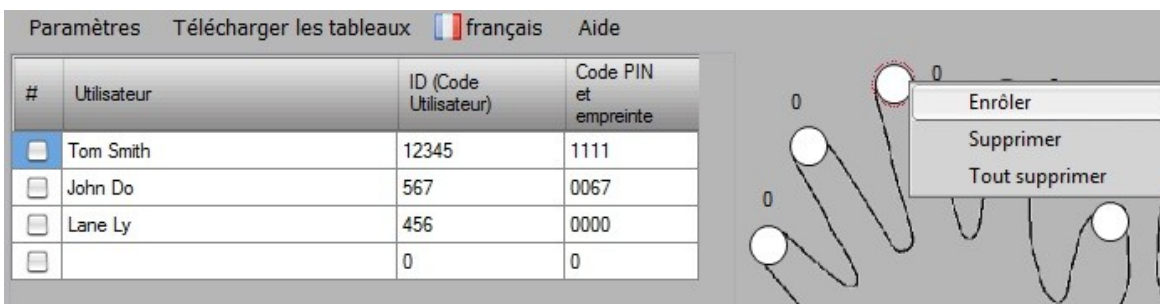 Paramètres Télécharger les tableaux français Aide
# Utilisateur ID (Code Utilisateur) Code PIN et empreinte
Tom Smith 12345 1111
John Do 567 0067
Lane Ly 456 0000
0 0
0
0
0
Enrôler
Supprimer
Tout supprimer